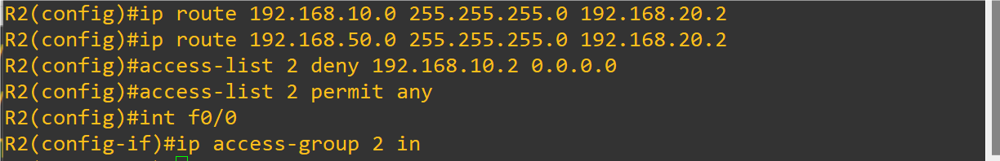 R2(config)#ip route 192.168.10.0 255.255.255.0 192.168.20.2
R2(config)#ip route 192.168.50.0 255.255.255.0 192.168.20.2
R2(config)#access-list 2 deny 192.168.10.2 0.0.0.0
R2(config)#access-list 2 permit any
R2(config)#int f0/0
R2(config-if)#ip access-group 2 in